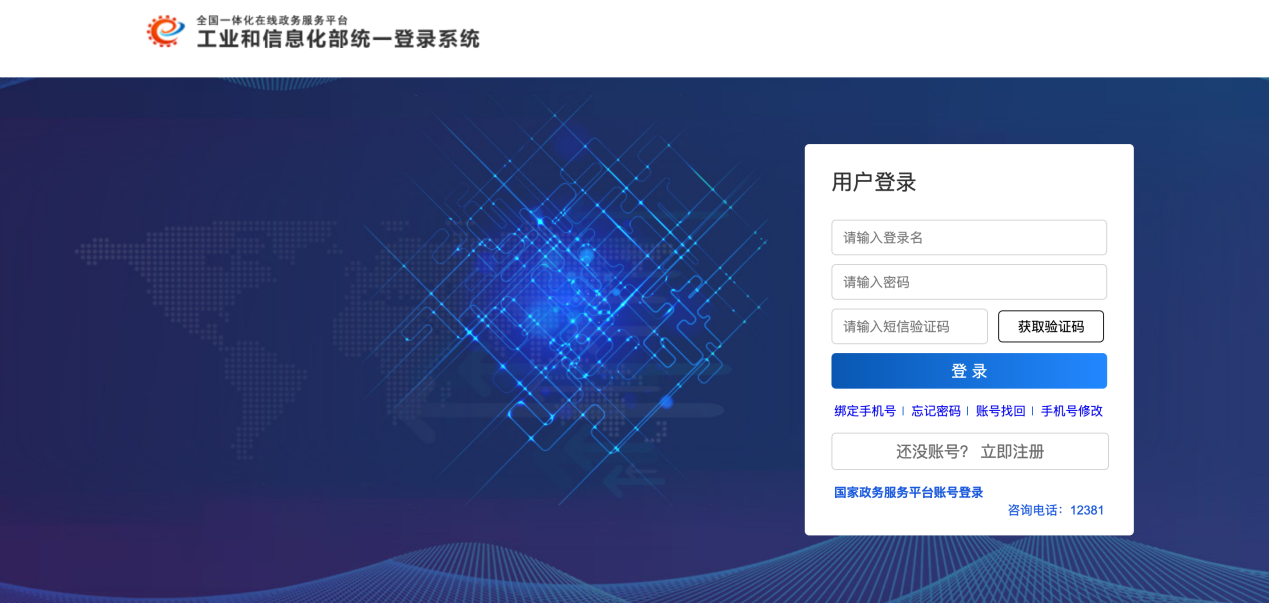 全国一体化在线政务服务平台
工业和信息化部统一登录系统
用户登录
请输入登录名
请输入密码
请输入短信验证码 获取验证码
登 录
绑定手机号 | 忘记密码 | 账号找回 | 手机号修改
还没账号? 立即注册
国家政务服务平台账号登录
咨询电话：12381